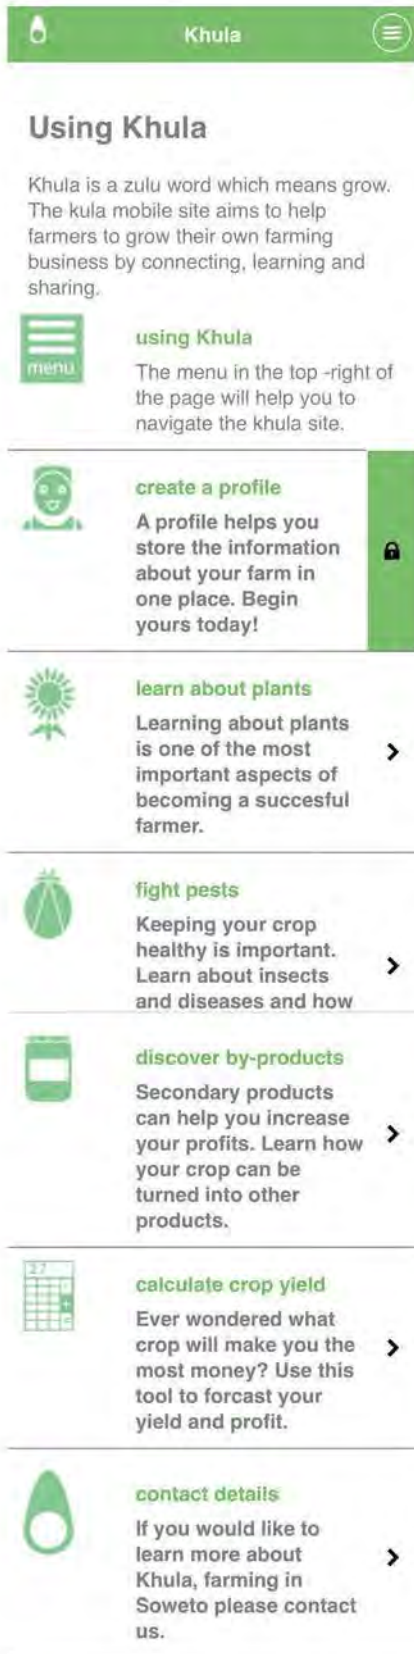 Khula
Using Khula
Khula is a zulu word which means grow.
The kula mobile site aims to help
farmers to grow their own farming
business by connecting, learning and
sharing.
menu
using Khula
The menu in the top -right of
the page will help you to
navigate the khula site.
create a profile
A profile helps you
store the information
about your farm in
one place. Begin
yours today!
learn about plants
Learning about plants
is one of the most
important aspects of
becoming a succesful
farmer.
fight pests
Keeping your crop
healthy is important.
Learn about insects
and diseases and how
discover by-products
Secondary products
can help you increase
your profits. Learn how
your crop can be
turned into other
products.
27
calculate crop yield
Ever wondered what
crop will make you the
most money? Use this
tool to forcast your
yield and profit.
contact details
If you would like to
learn more about
Khula, farming in
Soweto please contact
us.